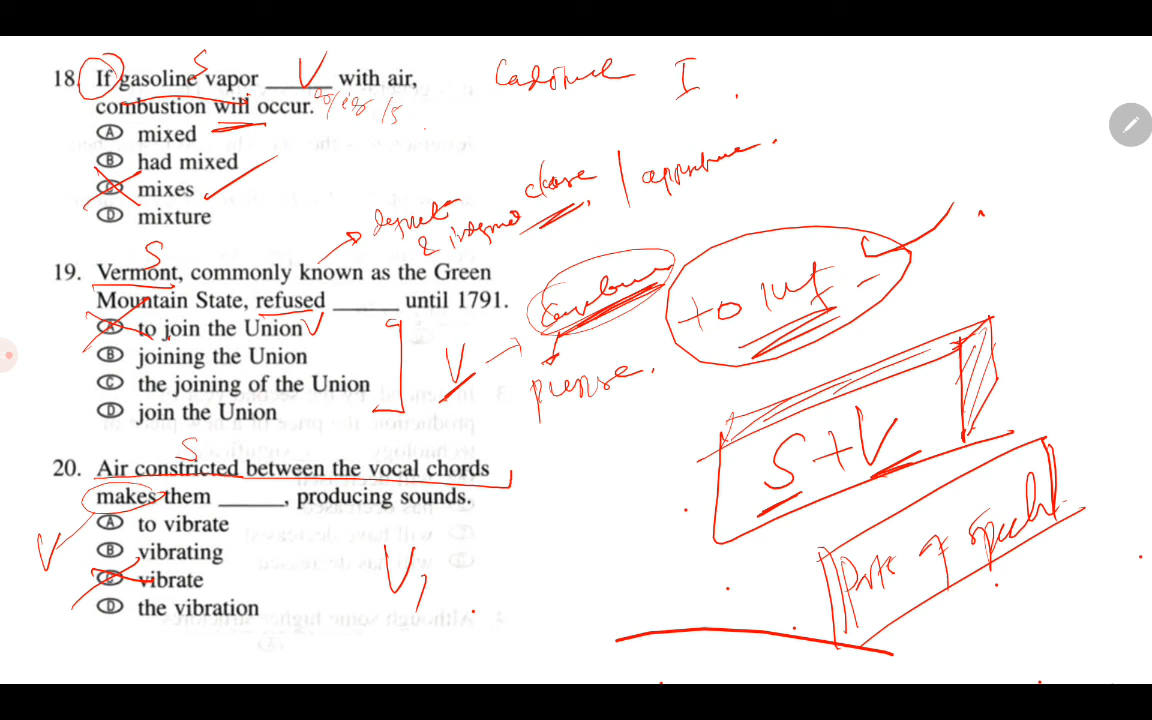 18. If gasoline vapor ______ with air,
combustion will occur.
Ⓐ mixed
Ⓑ had mixed
Ⓒ mixes
Ⓓ mixture
S
V
I
19. Vermont, commonly known as the Green
Mountain State, refused ______ until 1791.
Ⓐ to join the Union
Ⓑ joining the Union
Ⓒ the joining of the Union
Ⓓ join the Union
S
V
V
clause /
to inf
S+V
Parts of speech
20. Air constricted between the vocal chords
makes them ______, producing sounds.
Ⓐ to vibrate
Ⓑ vibrating
Ⓒ vibrate
Ⓓ the vibration
S
V
V,